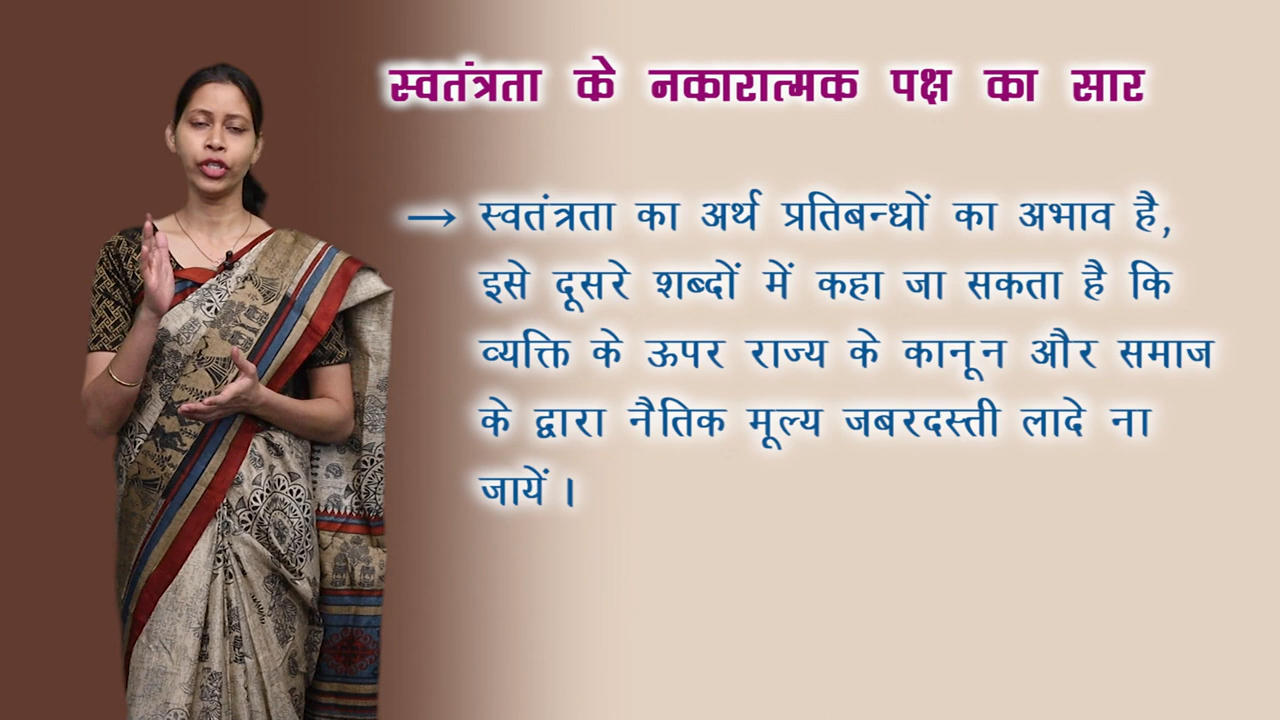 स्वतंत्रता के नकारात्मक पक्ष का सार
→ स्वतंत्रता का अर्थ प्रतिबन्धों का अभाव है,
इसे दूसरे शब्दों में कहा जा सकता है कि
व्यक्ति के ऊपर राज्य के कानून और समाज
के द्वारा नैतिक मूल्य जबरदस्ती लादे ना
जायें।